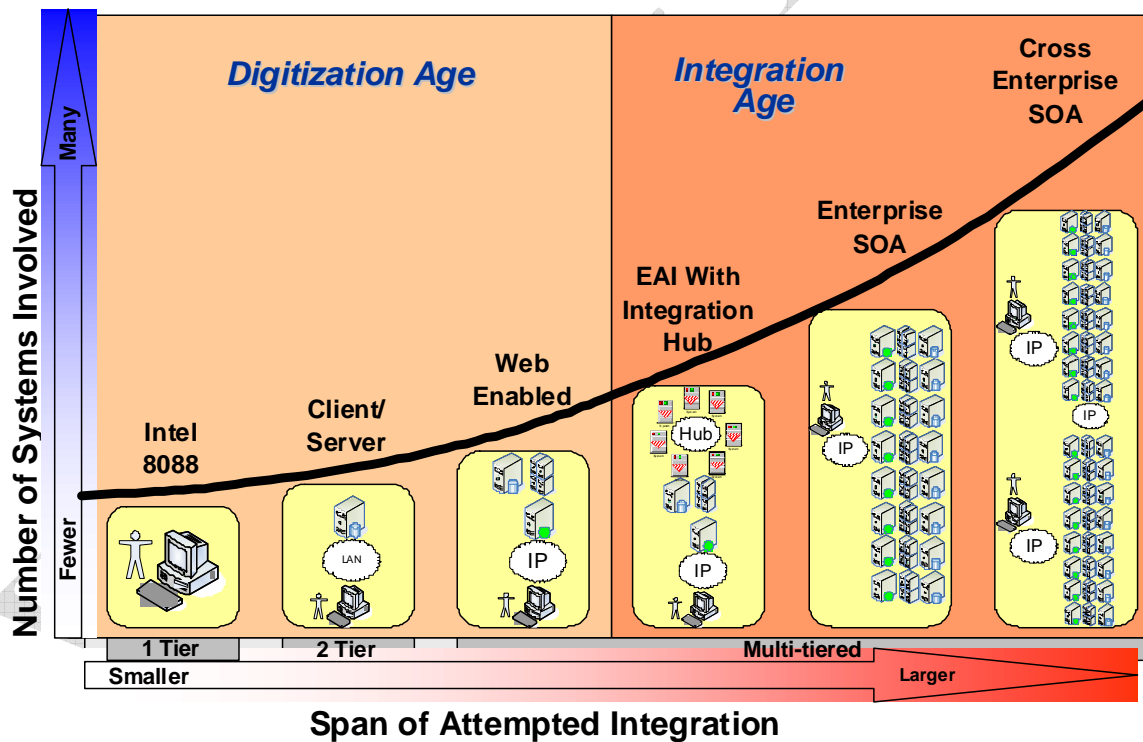 Digitization Age
Integration
Age
Cross
Enterprise
SOA
Many
Fewer
Number of Systems Involved
Enterprise
SOA
EAI With
Integration
Hub
Web
Enabled
Client/
Server
Intel
8088
LAN
IP
Hub
IP
IP
IP
IP
IP
1 Tier
2 Tier
Multi-tiered
Smaller
Larger
Span of Attempted Integration